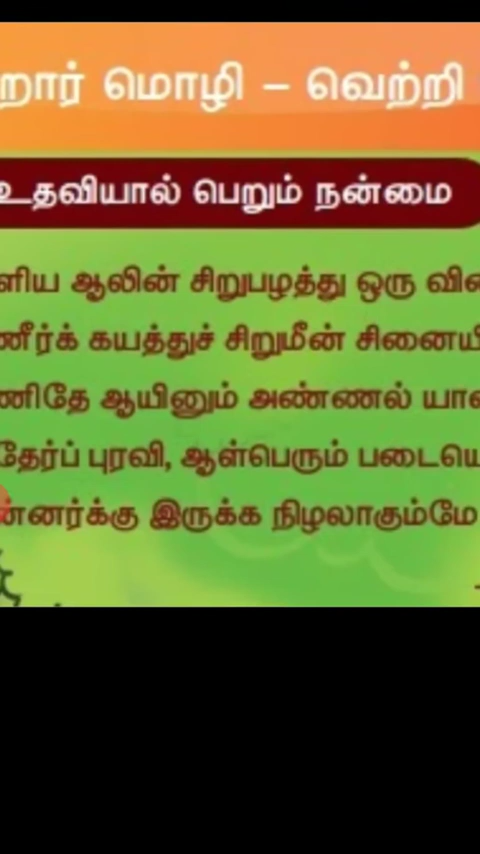 றார் மொழி – வெற்றி
உதவியால் பெறும் நன்மை
ளிய ஆலின் சிறுபழத்து ஒரு
ணீர்க் கயத்துச் சிறுமீன் சினையி
ணிதே ஆயினும் அண்ணல் யா
தேர்ப் புரவி, ஆள்பெரும் படையெ
ன்னர்க்கு இருக்க நிழலாகும்மே